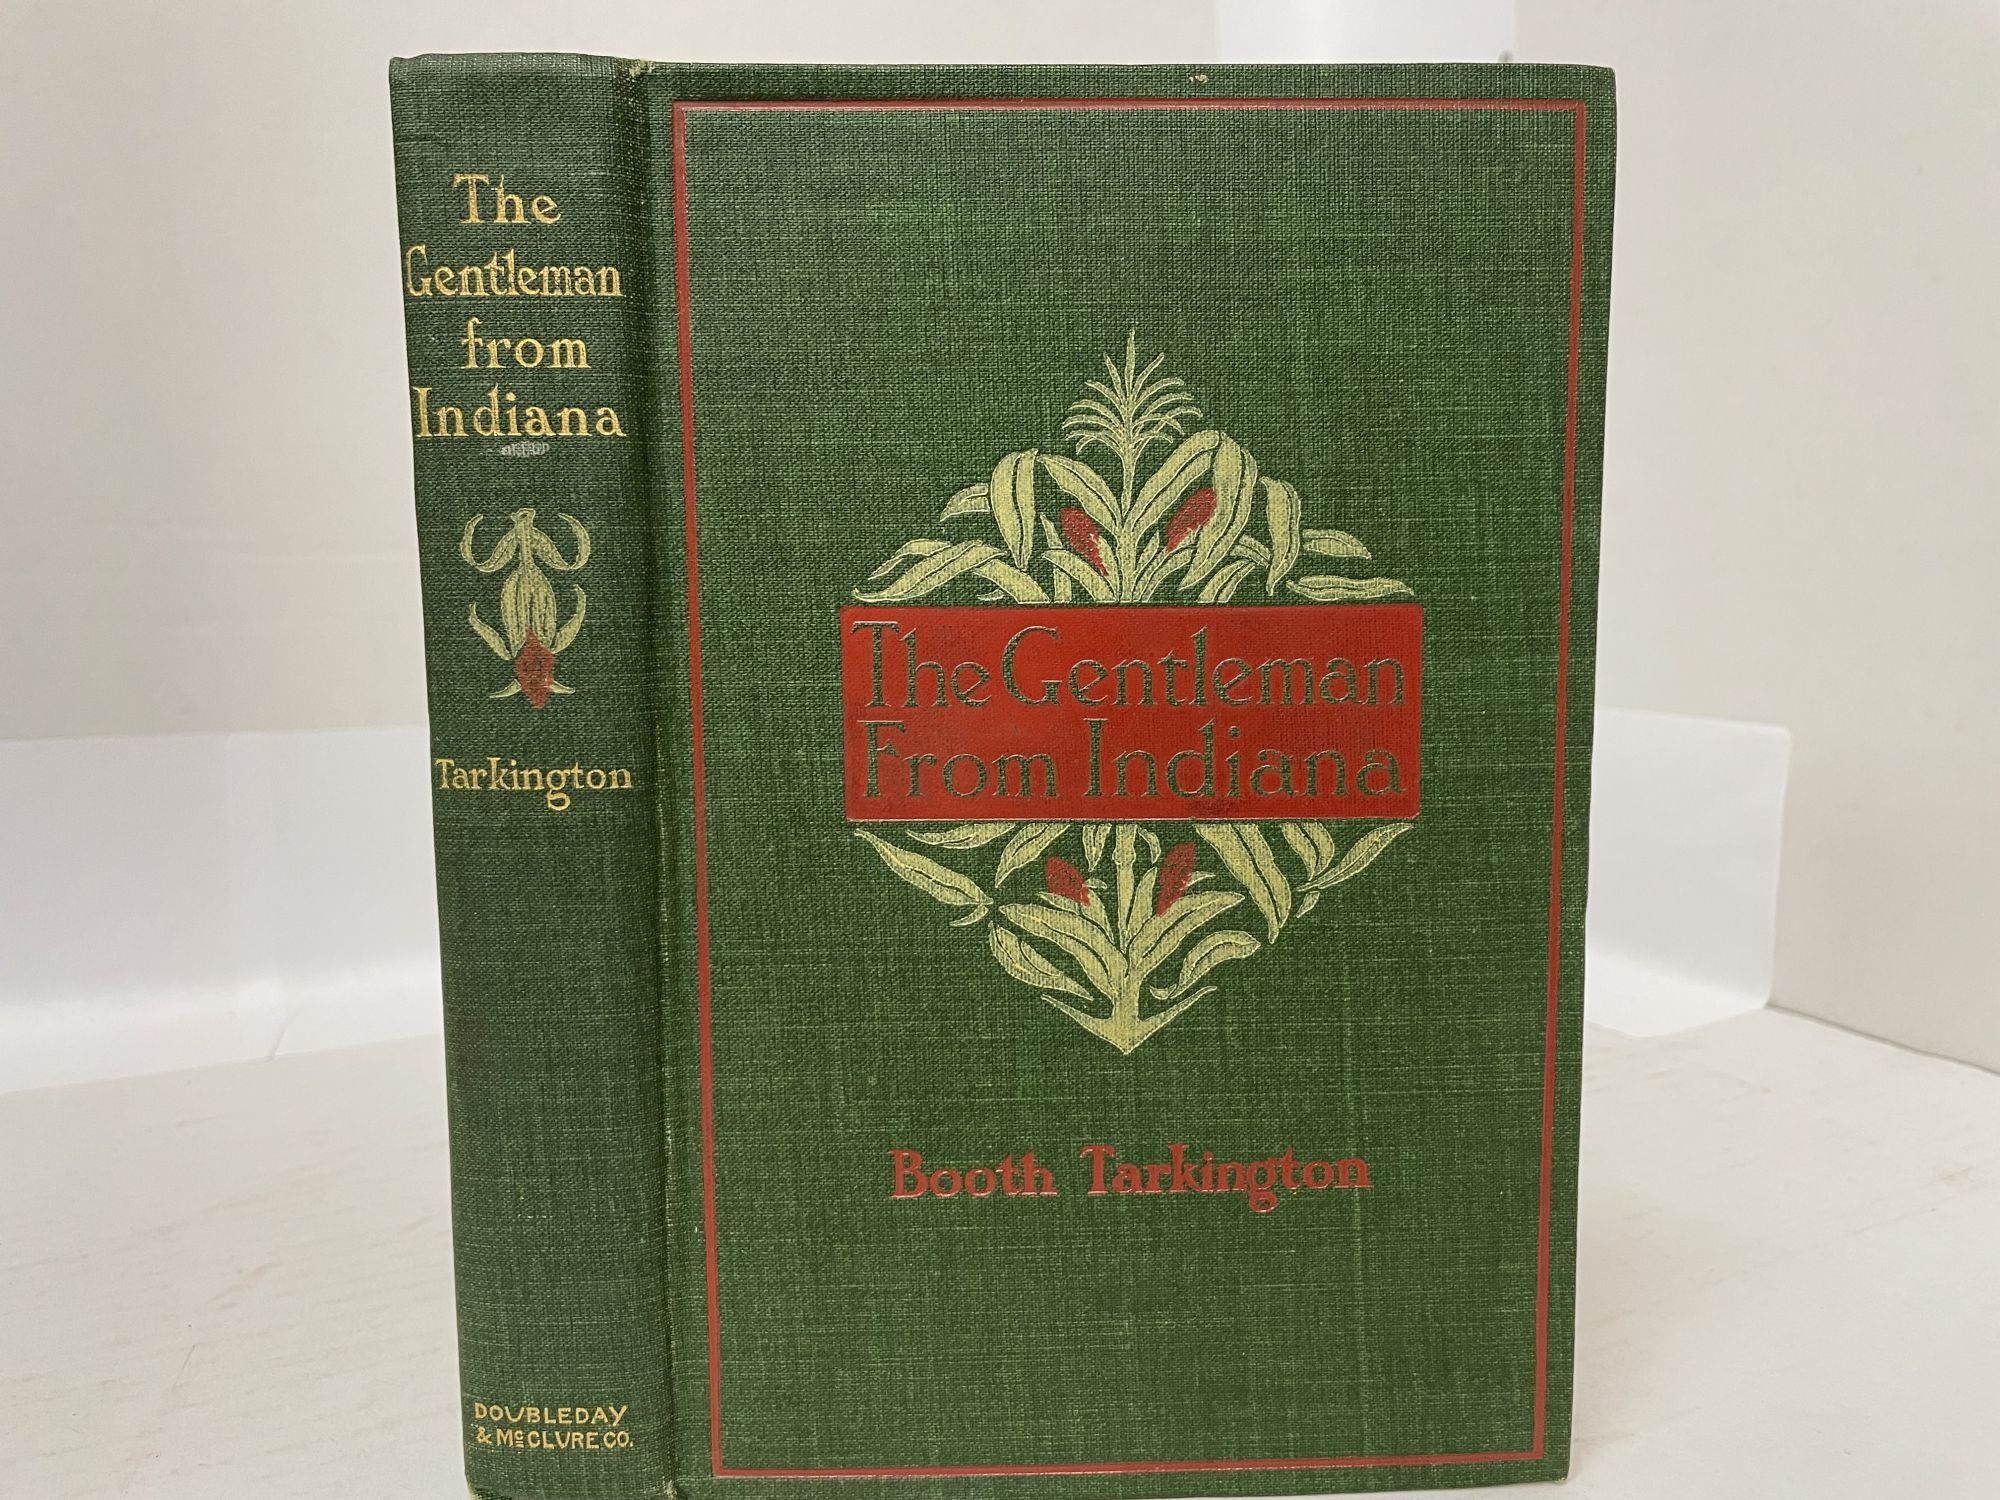 The
Gentleman
from
Indiana
Tarkington
DOUBLEDAY
& McCLURE CO.
The Gentleman
From Indiana
Booth Tarkington